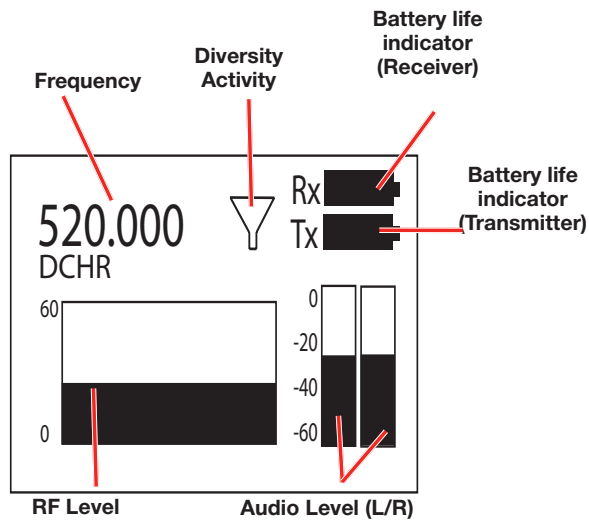 Battery life
indicator
(Receiver)
Diversity
Activity
Frequency
Battery life
indicator
(Transmitter)
Rx
Tx
520.000
DCHR
60
0
0
-20
-40
-60
RF Level
Audio Level (L/R)